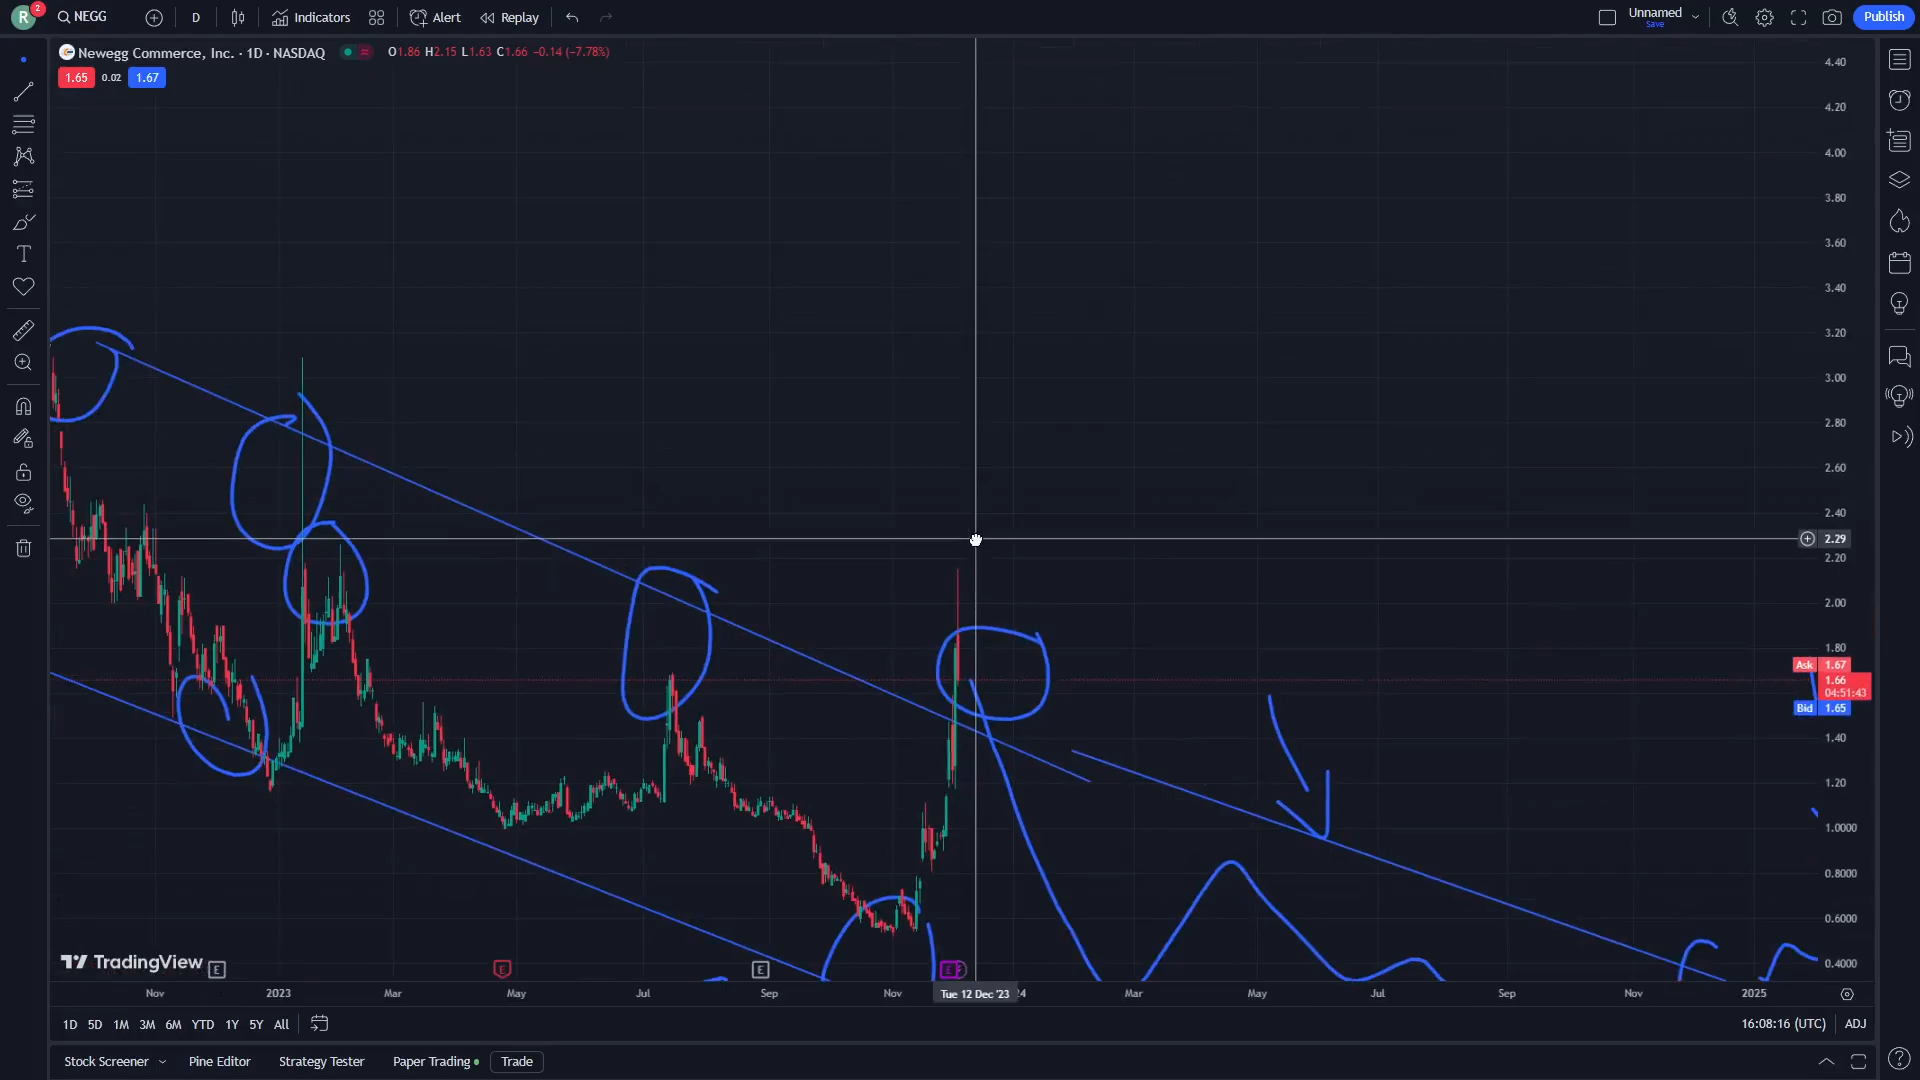 R
2
NEGG
D
Indicators
Alert
Replay
Unnamed
Save
Publish
Newegg Commerce, Inc. · 1D · NASDAQ
O1.86 H2.15 L1.63 C1.66 −0.14 (−7.78%)
1.65
0.02
1.67
4.40
4.20
4.00
3.80
3.60
3.40
3.20
3.00
2.80
2.60
2.40
2.29
2.20
2.00
1.80
Ask 1.67
1.66
04:51:43
Bid 1.65
1.40
1.20
1.0000
0.8000
0.6000
0.4000
TradingView
E
E
E
E
Nov
2023
Mar
May
Jul
Sep
Nov
Tue 12 Dec '23
24
Mar
May
Jul
Sep
Nov
2025
1D 5D 1M 3M 6M YTD 1Y 5Y All
16:08:16 (UTC)
ADJ
Stock Screener
Pine Editor
Strategy Tester
Paper Trading
Trade